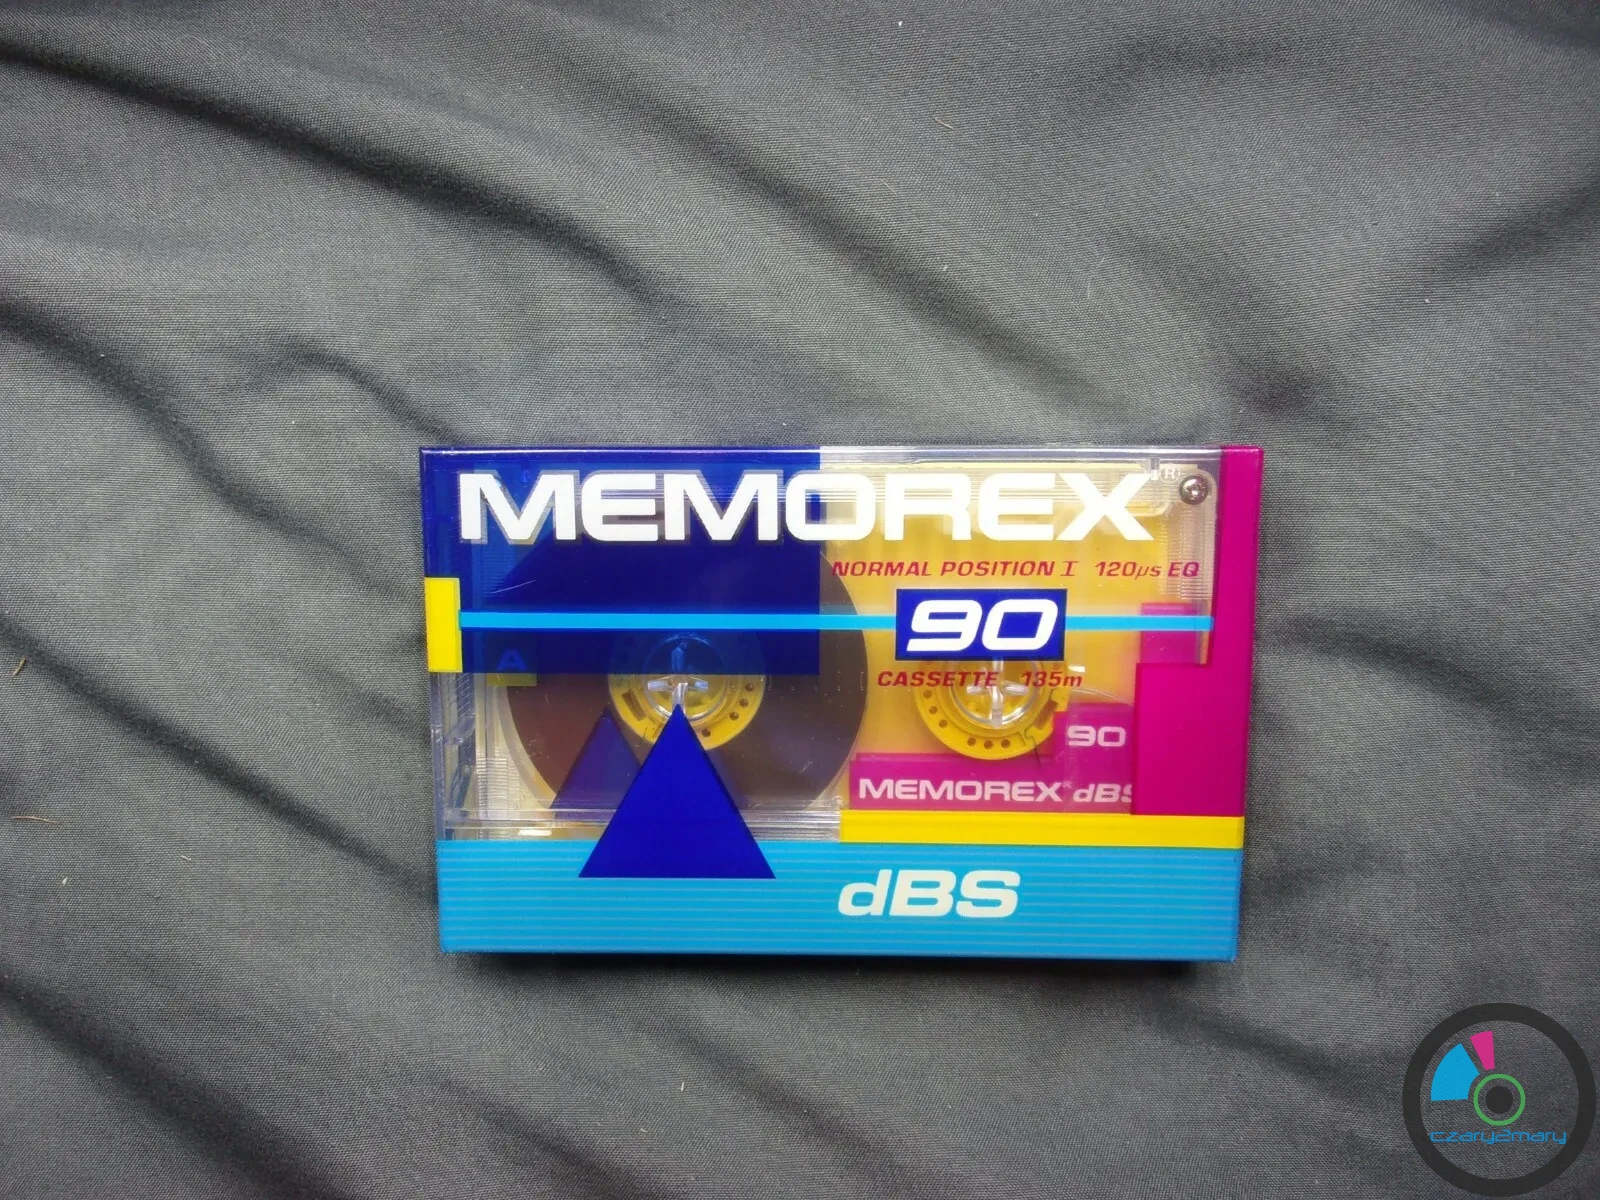 MEMOREX
NORMAL POSITION I 120µs EQ
90
A
CASSETTE 135m
90
MEMOREX dBS
dBS
czary2mary